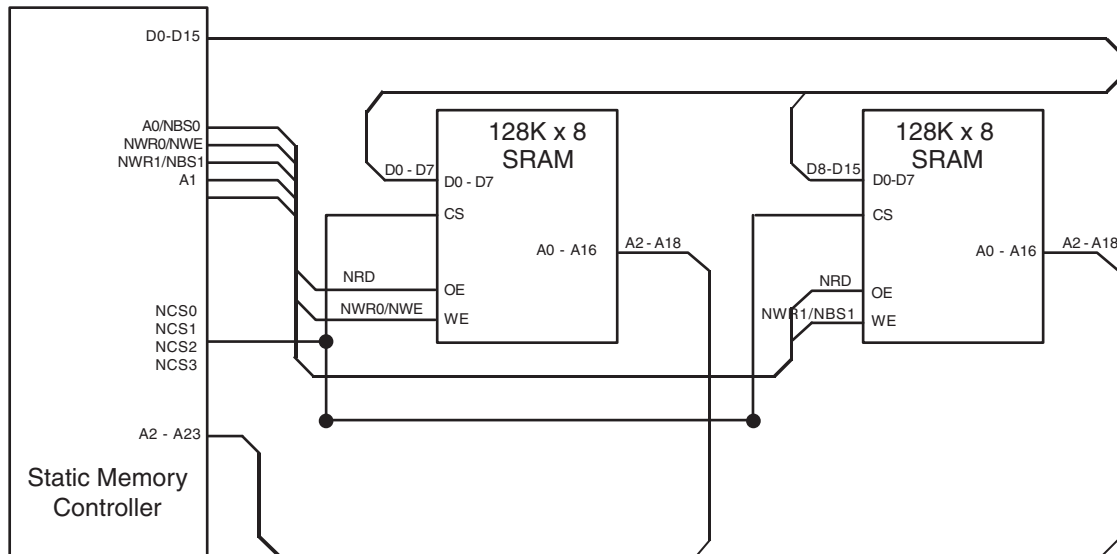 D0-D15
A0/NBS0
NWR0/NWE
NWR1/NBS1
A1
NCS0
NCS1
NCS2
NCS3
A2 - A23
Static Memory
Controller
128K x 8
SRAM
D0 - D7
D0 - D7
CS
A0 - A16
A2 - A18
NRD
OE
NWR0/NWE
WE
128K x 8
SRAM
D8-D15
D0-D7
CS
A0 - A16
A2 - A18
NRD
OE
NWR1/NBS1
WE